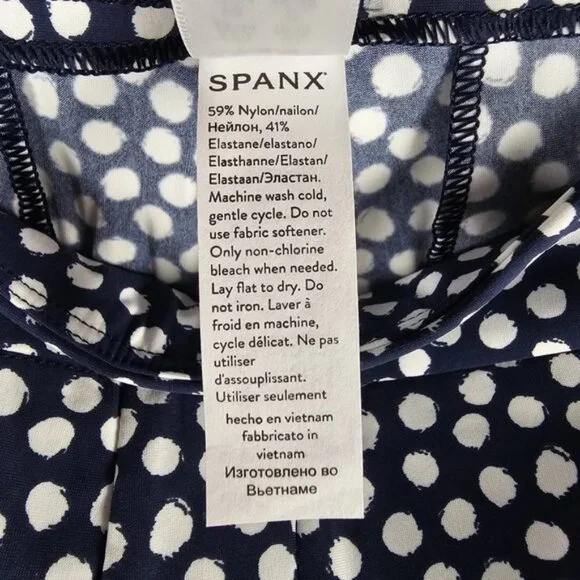 SPANX®
59% Nylon/nailon/
Нейлон, 41%
Elastane/elastano/
Elasthanne/Elastan/
Elastaan/Эластан.
Machine wash cold,
gentle cycle. Do not
use fabric softener.
Only non-chlorine
bleach when needed.
Lay flat to dry. Do
not iron. Laver à
froid en machine,
cycle délicat. Ne pas
utiliser
d'assouplissant.
Utiliser seulement
hecho en vietnam
fabbricato in
vietnam
Изготовлено во
Вьетнаме